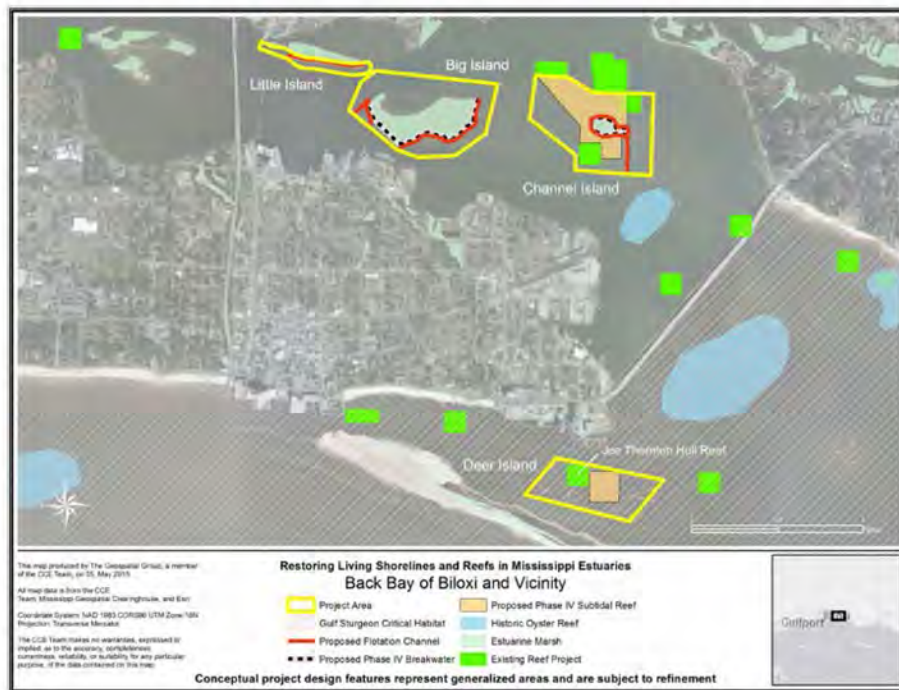 Big Island
Little Island
Channel Island
Joe Thornton Hull Reef
Deer Island
This map produced by The Geospatial Group, a member
of the CCE Team, on 05, May 2015
All map data is from the CCE
Team, Mississippi Geospatial Clearinghouse, and Esri
Coordinate System: NAD 1983 CORS96 UTM Zone 16N
Projection: Transverse Mercator
The CCE Team makes no warranties, expressed or
implied, as to the accuracy, completeness,
currentness, reliability, or suitability for any particular
purpose, of the data contained on this map.
Restoring Living Shorelines and Reefs in Mississippi Estuaries
Back Bay of Biloxi and Vicinity
Project Area
Gulf Sturgeon Critical Habitat
Proposed Flotation Channel
Proposed Phase IV Breakwater
Proposed Phase IV Subtidal Reef
Historic Oyster Reef
Estuarine Marsh
Existing Reef Project
Gulfport
Conceptual project design features represent generalized areas and are subject to refinement